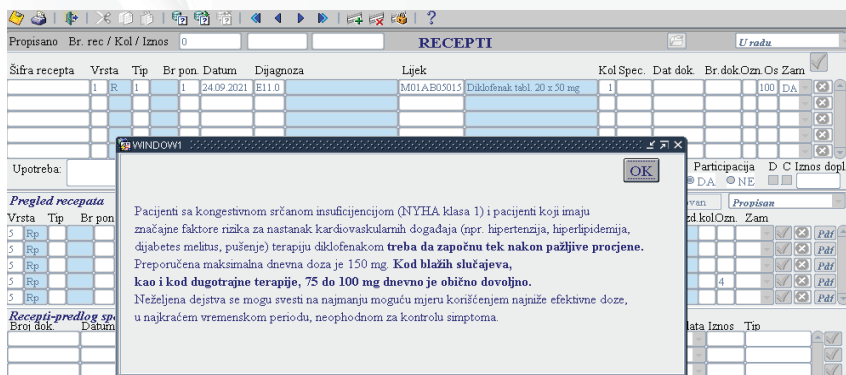 Propisano Br. rec / Kol / Iznos 0 RECEPTI U radu
Šifra recepta Vrsta Tip Br pon. Datum Dijagnoza Lijek Kol Spec. Dat dok. Br.dok Ozn. Os Zam
1 R 1 1 24.09.2021 E11.0 M01AB05015 Diklofenak tabl. 20 x 50 mg 1 100 DA
WINDOW1
Upotreba: Participacija D C Iznos dopl
OK
DA NE
Pregled recepata Propisan
Vrsta Tip Br pon kol Ozn. Zam
Pacijenti sa kongestivnom srčanom insuficijencijom (NYHA klasa 1) i pacijenti koji imaju
značajne faktore rizika za nastanak kardiovaskularnih događaja (npr. hipertenzija, hiperlipidemija,
dijabetes melitus, pušenje) terapiju diklofenakom treba da započnu tek nakon pažljive procjene.
Preporučena maksimalna dnevna doza je 150 mg. Kod blažih slučajeva,
kao i kod dugotrajne terapije, 75 do 100 mg dnevno je obično dovoljno.
Neželjena dejstva se mogu svesti na najmanju moguću mjeru korišćenjem najniže efektivne doze,
u najkraćem vremenskom periodu, neophodnom za kontrolu simptoma.
5 Rp Pdf
5 Rp Pdf
5 Rp 4 Pdf
5 Rp Pdf
Recepti-predlog
Broj dok. Datum Iznos Tip